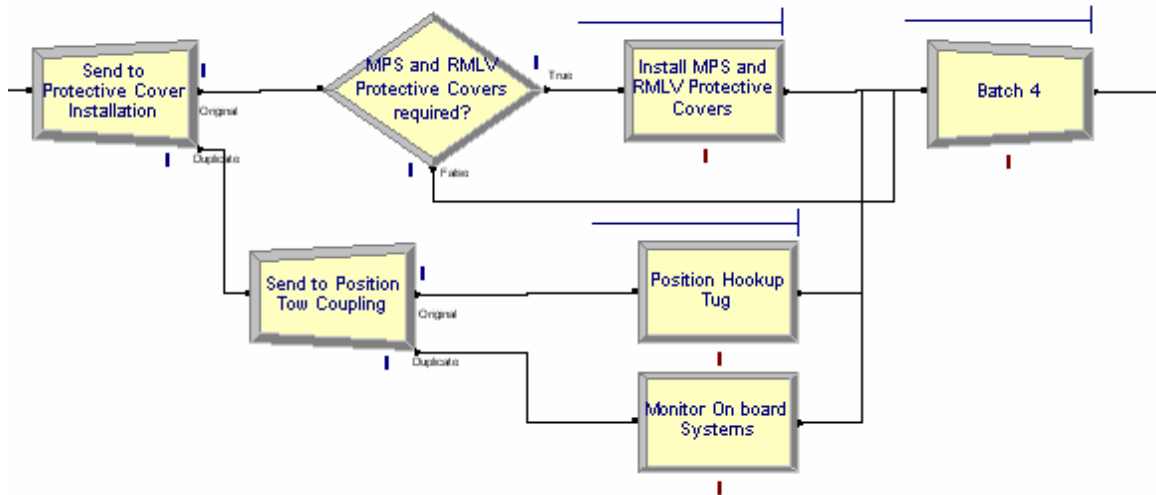 Send to
Protective Cover
Installation
Original
Duplicate
MPS and RMLV
Protective Covers
required?
True
False
Install MPS and
RMLV Protective
Covers
Batch 4
Send to Position
Tow Coupling
Original
Duplicate
Position Hookup
Tug
Monitor On board
Systems